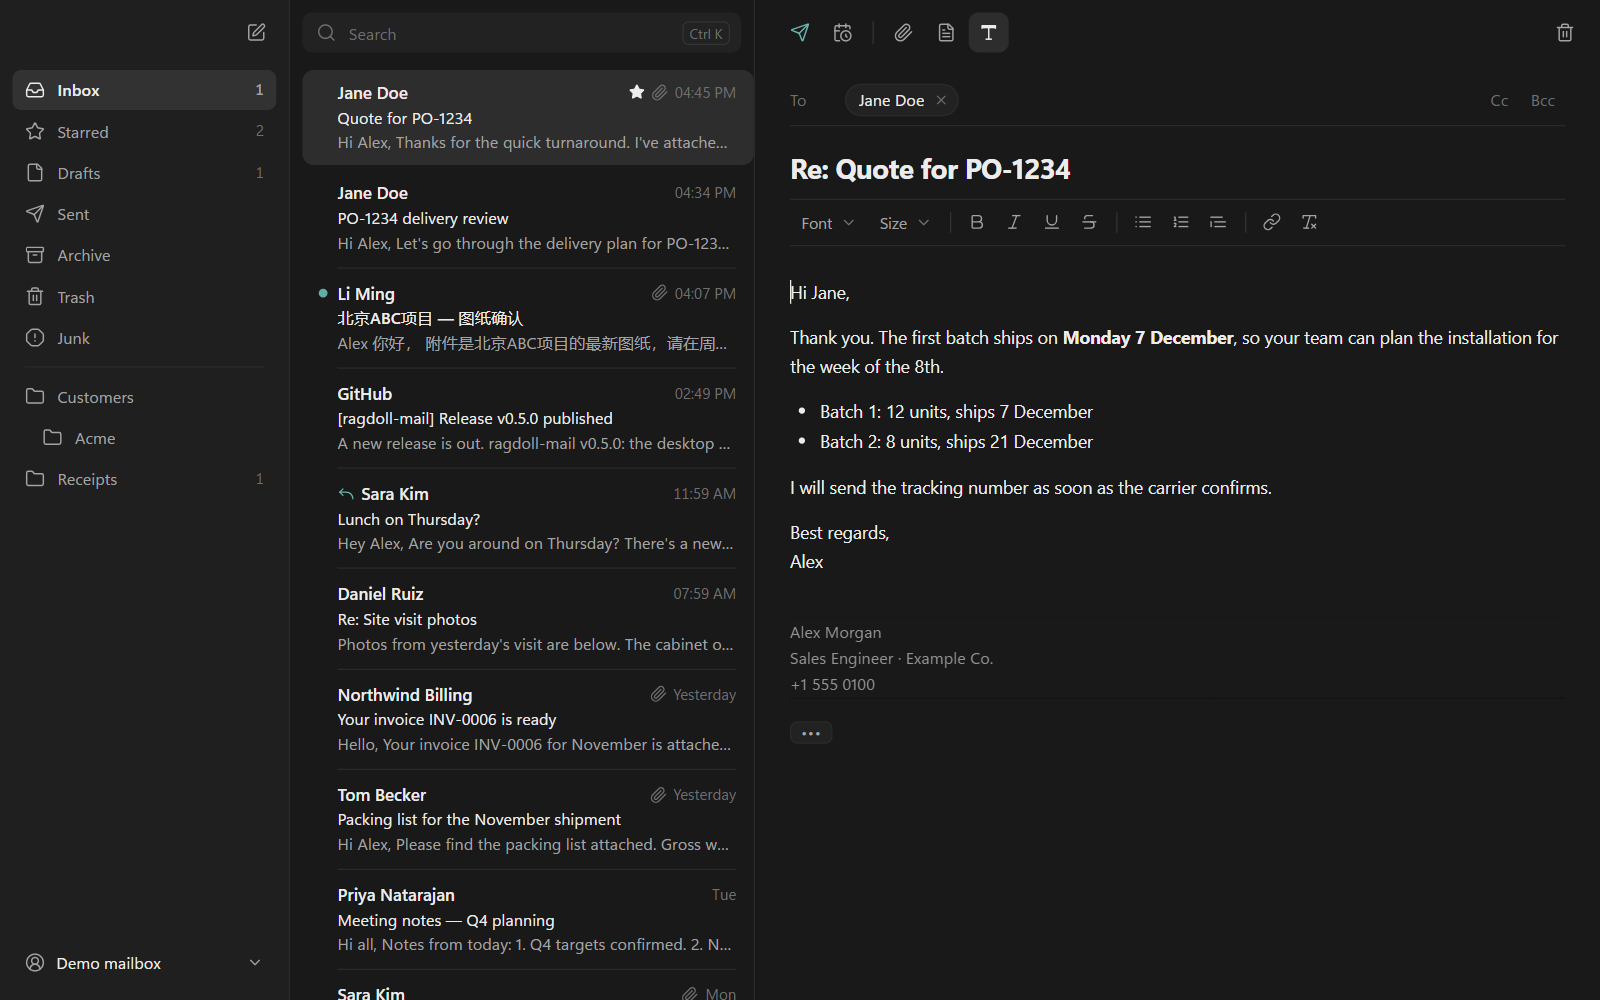 Inbox 1
Starred 2
Drafts 1
Sent
Archive
Trash
Junk
Customers
Acme
Receipts 1
Demo mailbox
Search Ctrl K
Jane Doe 04:45 PM
Quote for PO-1234
Hi Alex, Thanks for the quick turnaround. I've attache...
Jane Doe 04:34 PM
PO-1234 delivery review
Hi Alex, Let's go through the delivery plan for PO-123...
Li Ming 04:07 PM
北京ABC项目 — 图纸确认
Alex 你好， 附件是北京ABC项目的最新图纸，请在周...
GitHub 02:49 PM
[ragdoll-mail] Release v0.5.0 published
A new release is out. ragdoll-mail v0.5.0: the desktop ...
Sara Kim 11:59 AM
Lunch on Thursday?
Hey Alex, Are you around on Thursday? There's a new...
Daniel Ruiz 07:59 AM
Re: Site visit photos
Photos from yesterday's visit are below. The cabinet o...
Northwind Billing Yesterday
Your invoice INV-0006 is ready
Hello, Your invoice INV-0006 for November is attache...
Tom Becker Yesterday
Packing list for the November shipment
Hi Alex, Please find the packing list attached. Gross w...
Priya Natarajan Tue
Meeting notes — Q4 planning
Hi all, Notes from today: 1. Q4 targets confirmed. 2. N...
Sara Kim Mon
To Jane Doe Cc Bcc
Re: Quote for PO-1234
Font Size
Hi Jane,
Thank you. The first batch ships on Monday 7 December, so your team can plan the installation for
the week of the 8th.
• Batch 1: 12 units, ships 7 December
• Batch 2: 8 units, ships 21 December
I will send the tracking number as soon as the carrier confirms.
Best regards,
Alex
Alex Morgan
Sales Engineer · Example Co.
+1 555 0100